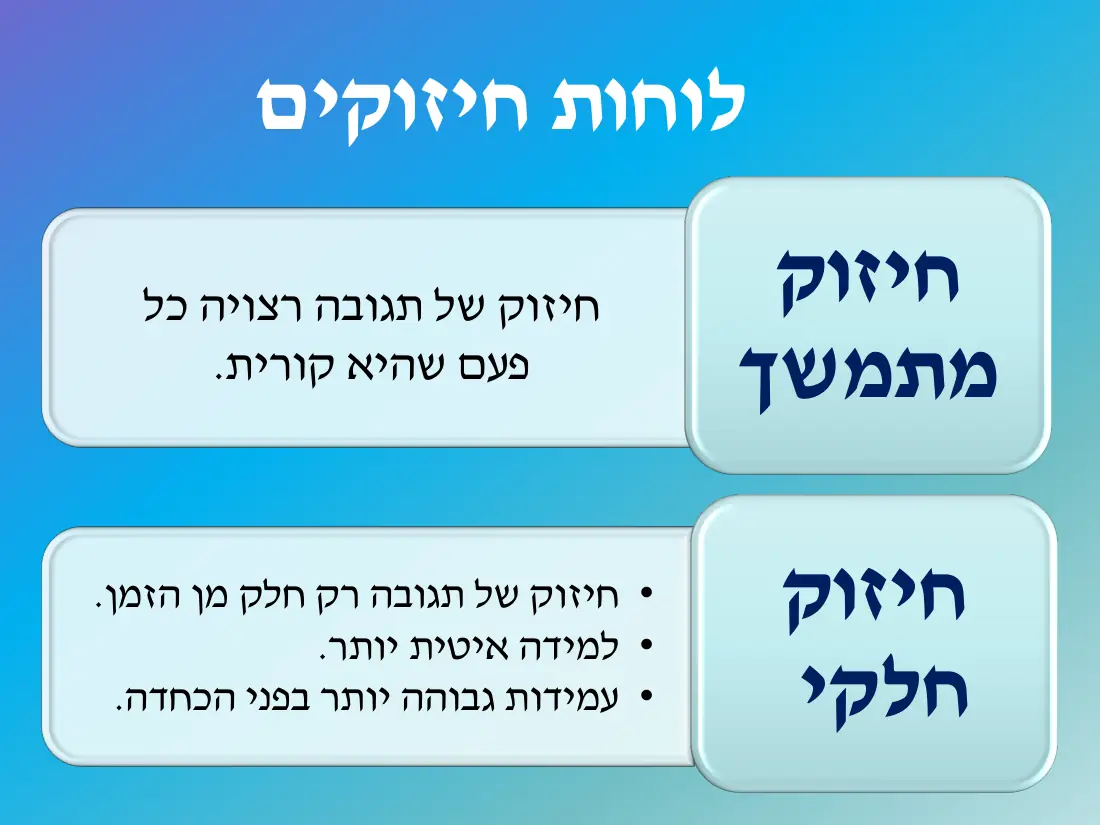 לוחות חיזוקים
חיזוק
מתמשך
חיזוק של תגובה רצויה כל
פעם שהיא קורית.
חיזוק
חלקי
• חיזוק של תגובה רק חלק מן הזמן.
• למידה איטית יותר.
• עמידות גבוהה יותר בפני הכחדה.